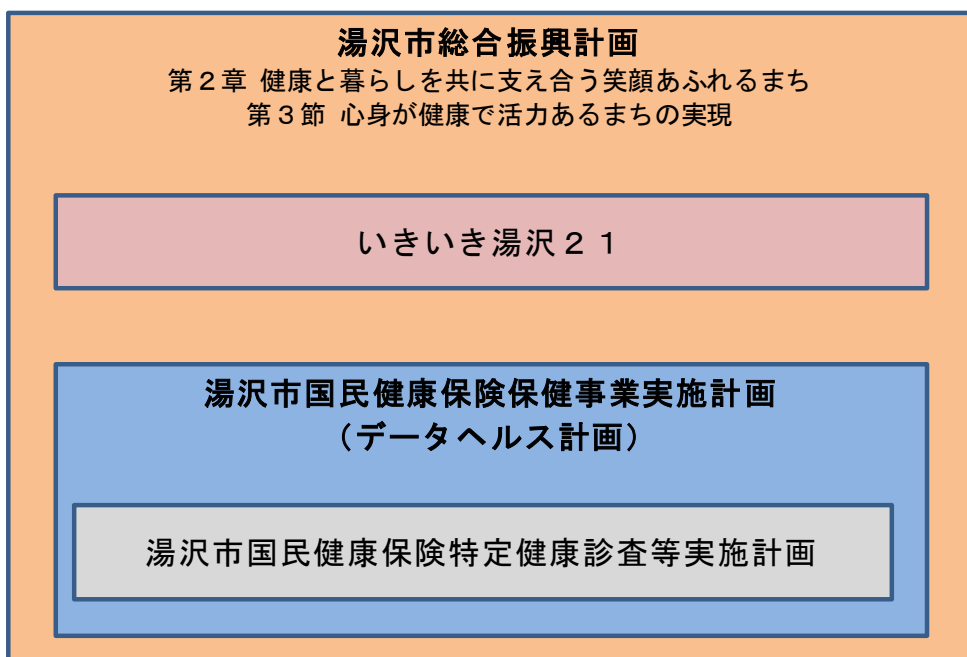 湯沢市総合振興計画
第２章 健康と暮らしを共に支え合う笑顔あふれるまち
第３節 心身が健康で活力あるまちの実現
いきいき湯沢２１
湯沢市国民健康保険保健事業実施計画
（データヘルス計画）
湯沢市国民健康保険特定健康診査等実施計画